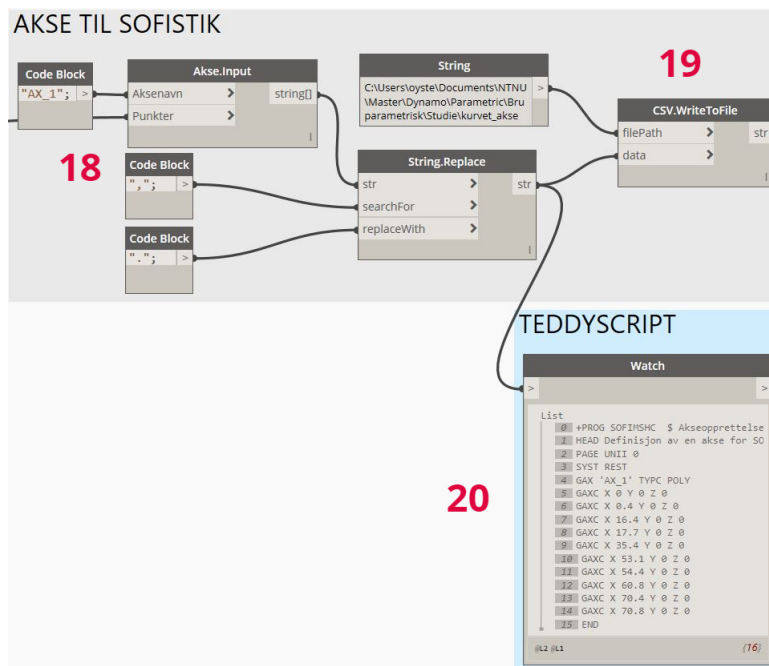 AKSE TIL SOFISTIK
Code Block
"AX_1"; >
Akse.Input
Aksenavn > string[]
Punkter >
l
String
C:\Users\oyste\Documents\NTNU >
\Master\Dynamo\Parametric\Bru
parametrisk\Studie\kurvet_akse
19
CSV.WriteToFile
filePath > str
data >
l
18
Code Block
","; >
Code Block
"."; >
String.Replace
str > str
searchFor >
replaceWith >
l
TEDDYSCRIPT
Watch
> >
List
0 +PROG SOFIMSHC $ Akseopprettelse
1 HEAD Definisjon av en akse for SO
2 PAGE UNII 0
3 SYST REST
4 GAX 'AX_1' TYPC POLY
5 GAXC X 0 Y 0 Z 0
6 GAXC X 0.4 Y 0 Z 0
7 GAXC X 16.4 Y 0 Z 0
8 GAXC X 17.7 Y 0 Z 0
9 GAXC X 35.4 Y 0 Z 0
10 GAXC X 53.1 Y 0 Z 0
11 GAXC X 54.4 Y 0 Z 0
12 GAXC X 60.8 Y 0 Z 0
13 GAXC X 70.4 Y 0 Z 0
14 GAXC X 70.8 Y 0 Z 0
15 END
@L2 @L1 {16}
20